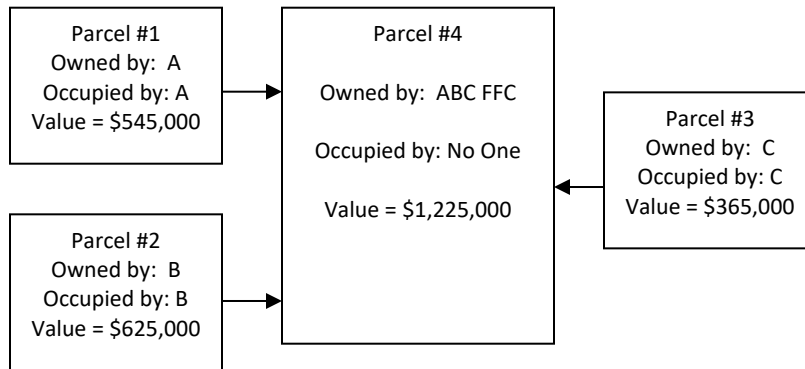 Parcel #1
Owned by: A
Occupied by: A
Value = $545,000
Parcel #2
Owned by: B
Occupied by: B
Value = $625,000
Parcel #4
Owned by: ABC FFC
Occupied by: No One
Value = $1,225,000
Parcel #3
Owned by: C
Occupied by: C
Value = $365,000